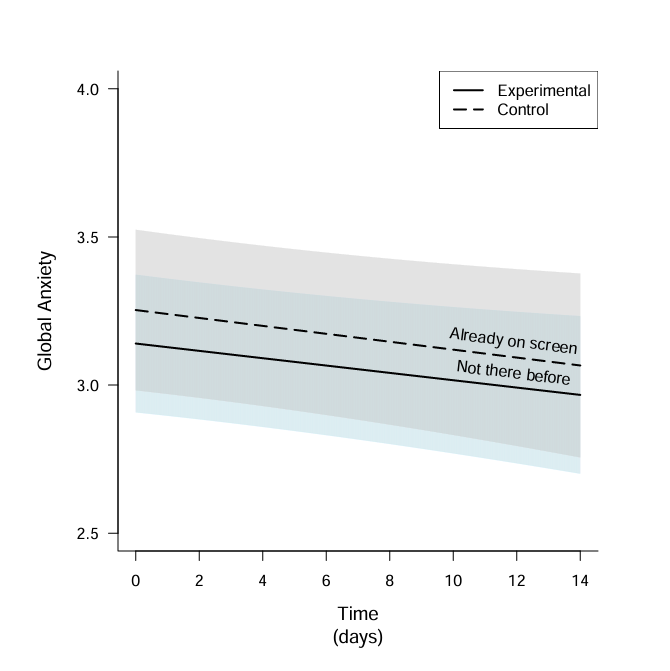 4.0
3.5
3.0
2.5
Global Anxiety
Experimental
Control
Already on screen
Not there before
0 2 4 6 8 10 12 14
Time
(days)